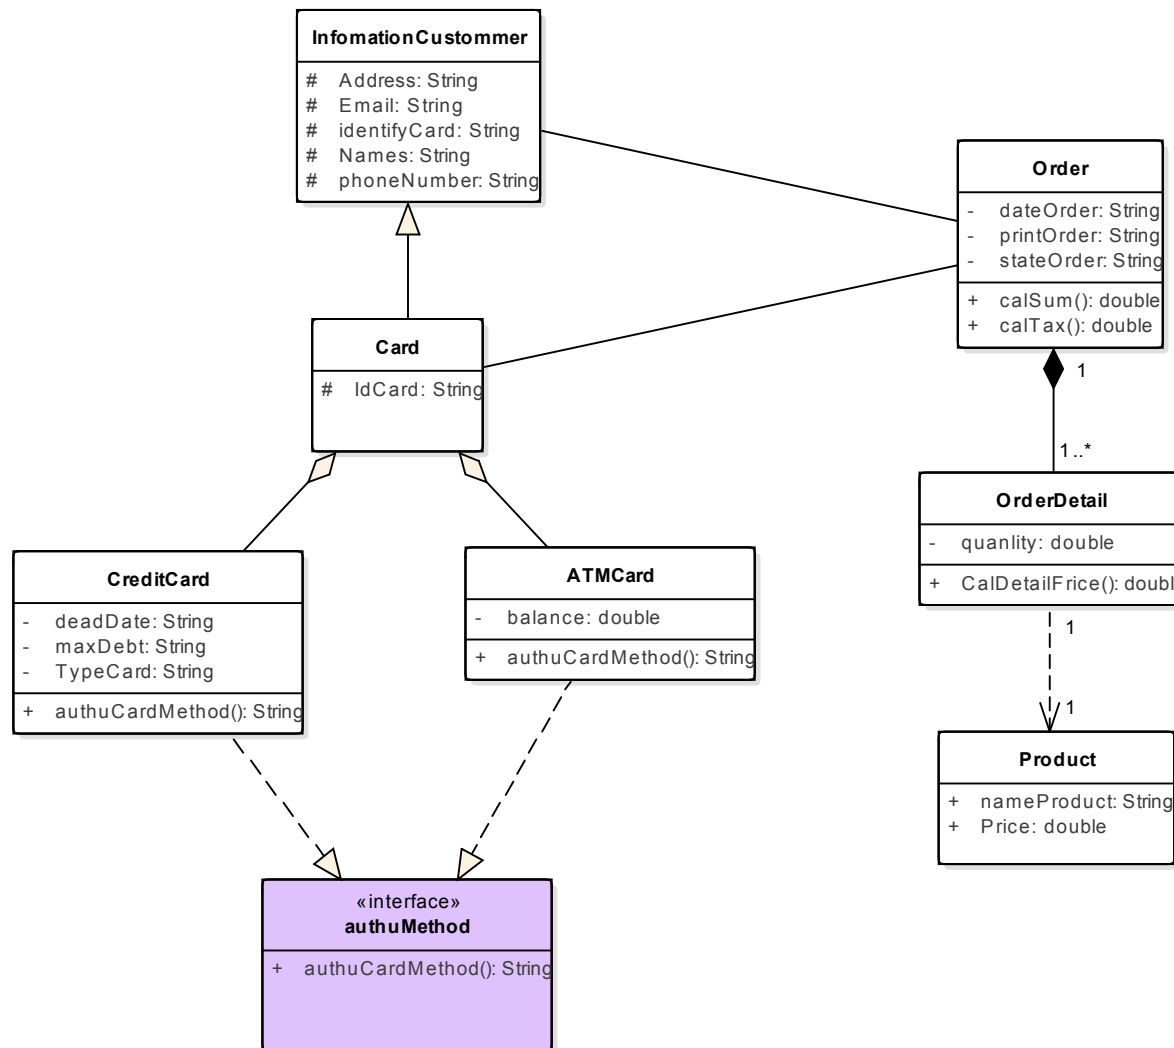 InfomationCustommer
# Address: String
# Email: String
# identifyCard: String
# Names: String
# phoneNumber: String
Order
- dateOrder: String
- printOrder: String
- stateOrder: String
+ calSum(): double
+ calTax(): double
Card
# IdCard: String
1
1..*
OrderDetail
- quanlity: double
+ CalDetailFrice(): doubl
CreditCard
- deadDate: String
- maxDebt: String
- TypeCard: String
+ authuCardMethod(): String
ATMCard
- balance: double
+ authuCardMethod(): String
1
1
Product
+ nameProduct: String
+ Price: double
«interface»
authuMethod
+ authuCardMethod(): String